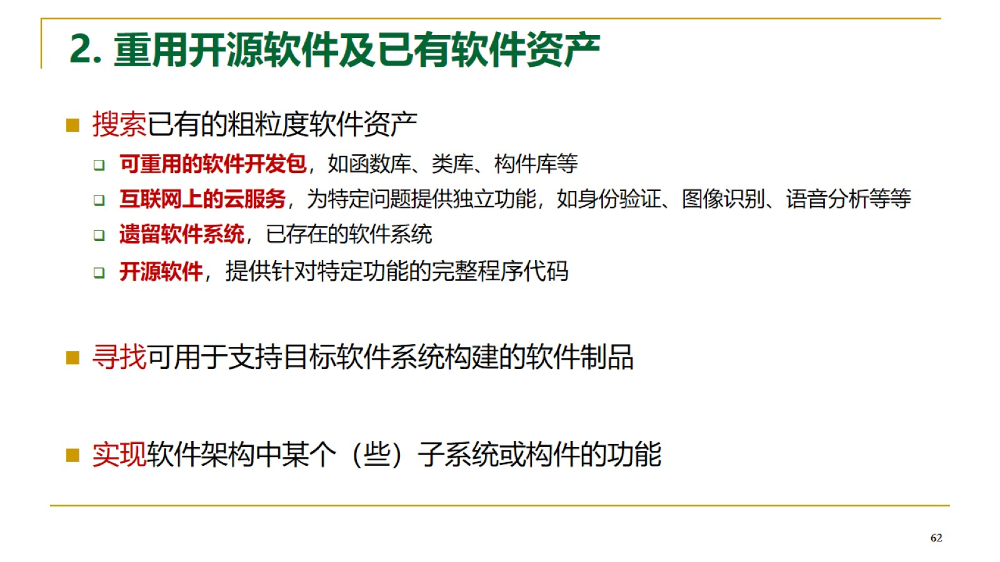 2. 重用开源软件及已有软件资产
搜索已有的粗粒度软件资产
可重用的软件开发包，如函数库、类库、构件库等
互联网上的云服务，为特定问题提供独立功能，如身份验证、图像识别、语音分析等等
遗留软件系统，已存在的软件系统
开源软件，提供针对特定功能的完整程序代码
寻找可用于支持目标软件系统构建的软件制品
实现软件架构中某个（些）子系统或构件的功能
62